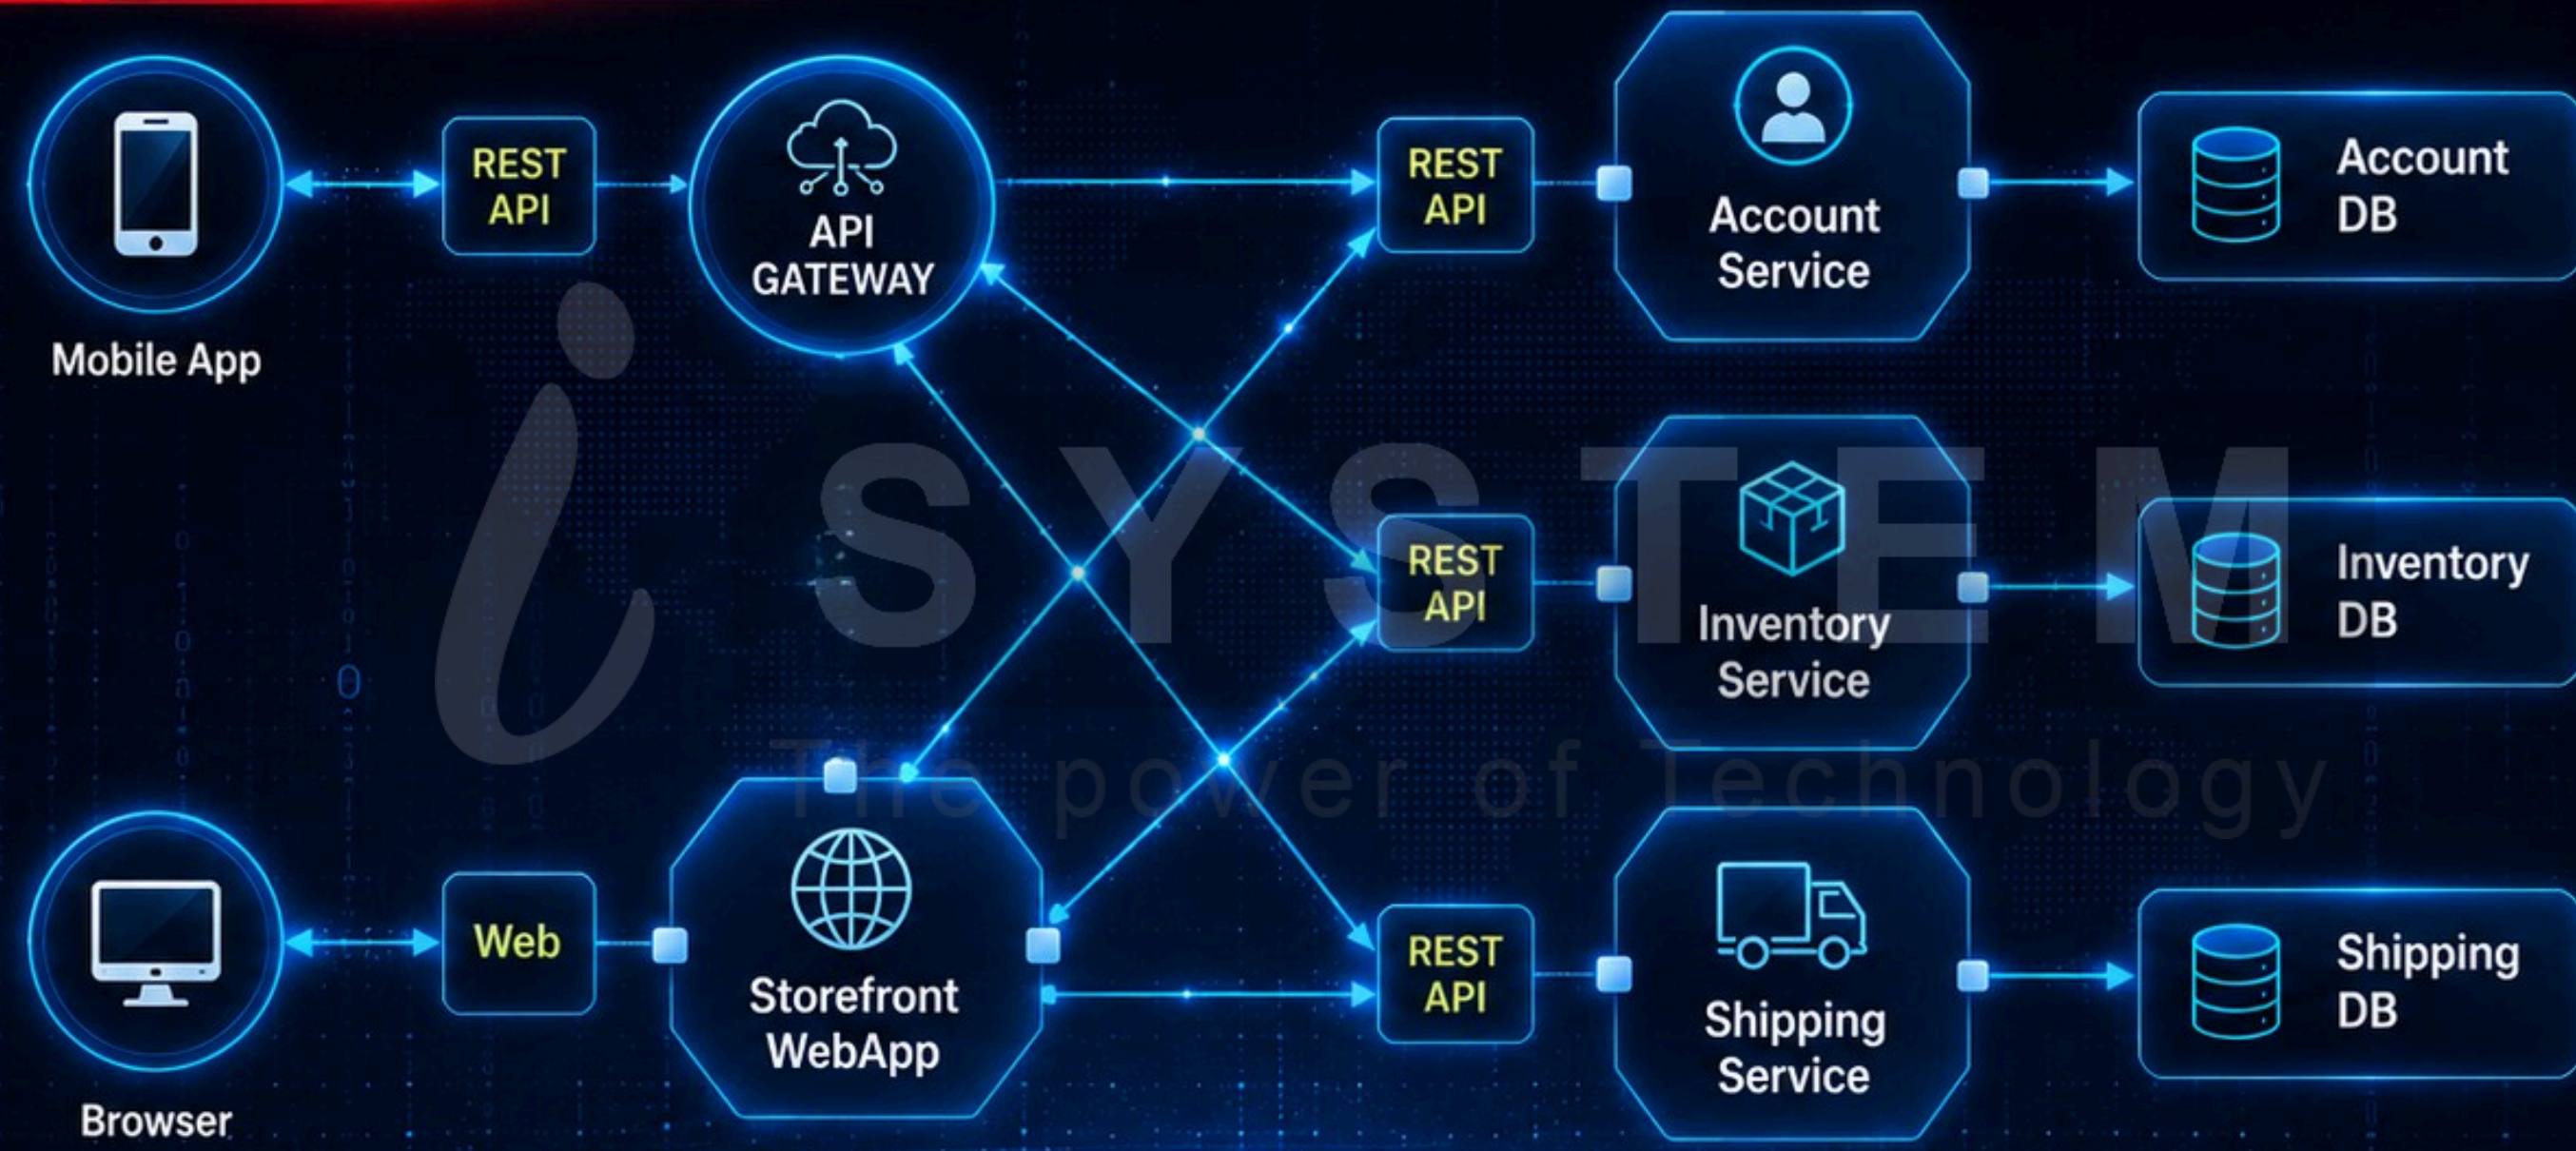 REST
API
API
GATEWAY
REST
API
Account
Service
Account
DB
Mobile App
i SYSTEM
The power of Technology
REST
API
Inventory
Service
Inventory
DB
Web
Storefront
WebApp
REST
API
Shipping
Service
Shipping
DB
Browser